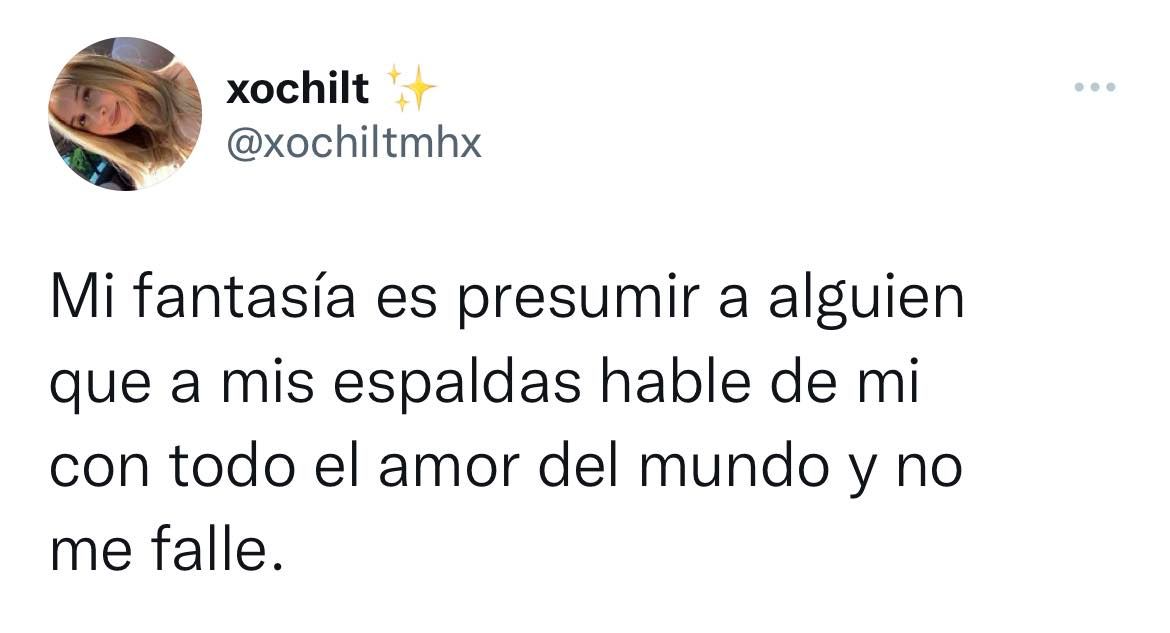 xochilt ✨
@xochiltmhx
Mi fantasía es presumir a alguien
que a mis espaldas hable de mi
con todo el amor del mundo y no
me falle.